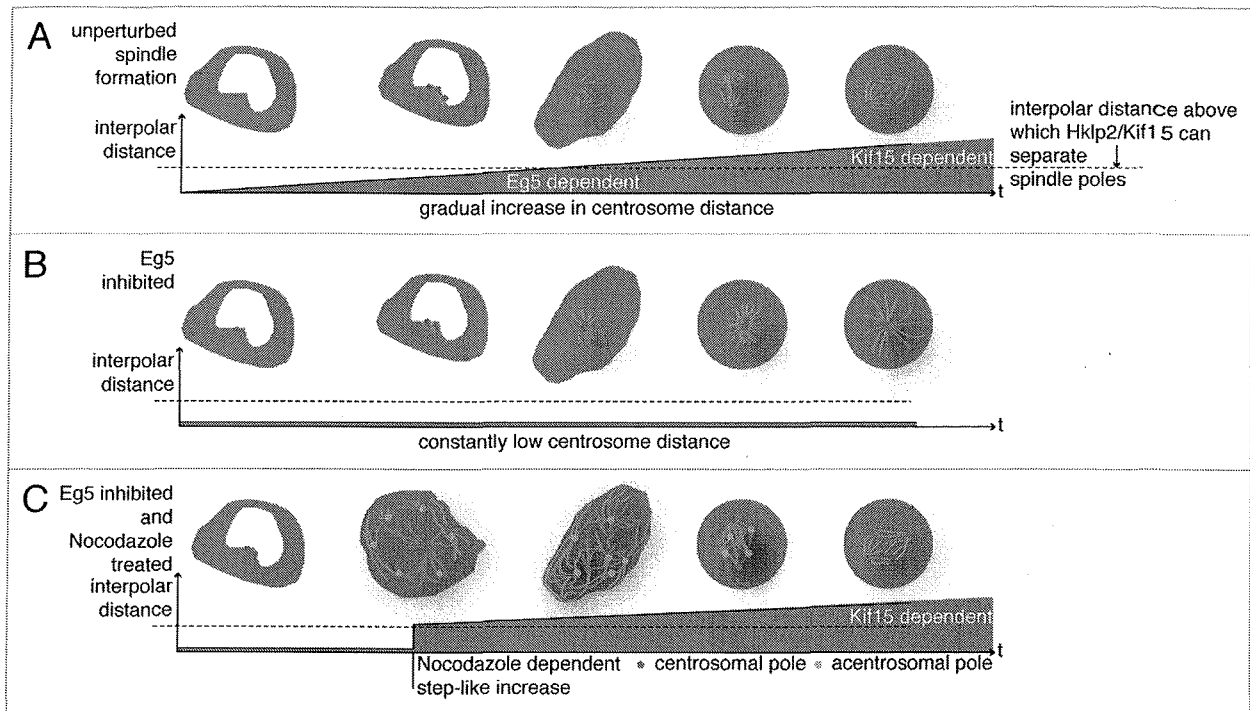 A
unperturbed
spindle
formation
interpolar
distance
Kif15 dependent
Eg5 dependent
t
gradual increase in centrosome distance
interpolar distance above
which Hklp2/Kif15 can
separate
spindle poles
B
Eg5
inhibited
interpolar
distance
t
constantly low centrosome distance
C
Eg5 inhibited
and
Nocodazole
treated
interpolar
distance
Kif15 dependent
t
Nocodazole dependent
step-like increase
centrosomal pole
acentrosomal pole